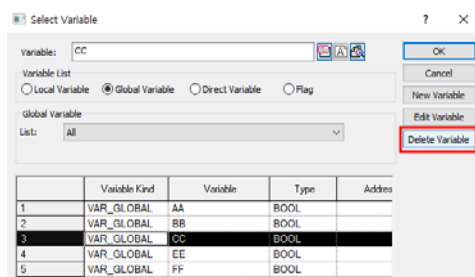 Select Variable
? ×
Variable: CC
OK
Variable List
Cancel
Local Variable Global Variable Direct Variable Flag
New Variable
Global Variable
Edit Variable
List: All
Delete Variable
Variable Kind Variable Type Addres
1 VAR_GLOBAL AA BOOL
2 VAR_GLOBAL BB BOOL
3 VAR_GLOBAL CC BOOL
4 VAR_GLOBAL EE BOOL
5 VAR_GLOBAL FF BOOL